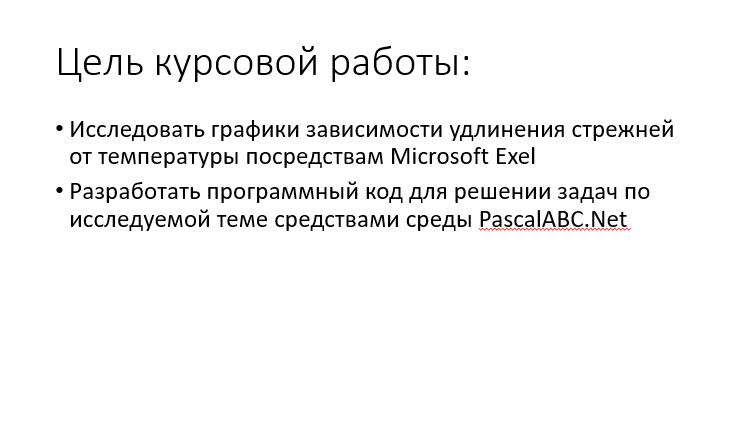 Цель курсовой работы:
• Исследовать графики зависимости удлинения стрежней
от температуры посредствам Microsoft Exel
• Разработать программный код для решении задач по
исследуемой теме средствами среды PascalABC.Net